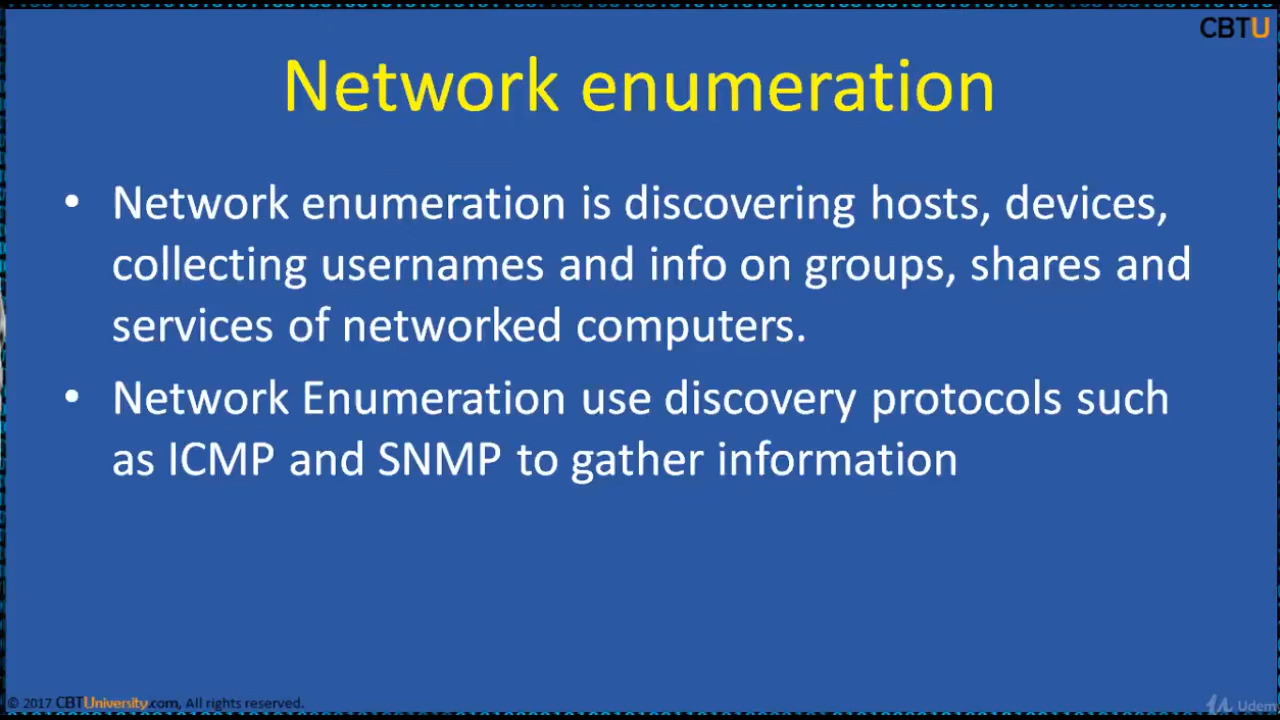 CBTU
Network enumeration
• Network enumeration is discovering hosts, devices,
collecting usernames and info on groups, shares and
services of networked computers.
• Network Enumeration use discovery protocols such
as ICMP and SNMP to gather information
© 2017 CBTUniversity.com, All rights reserved.